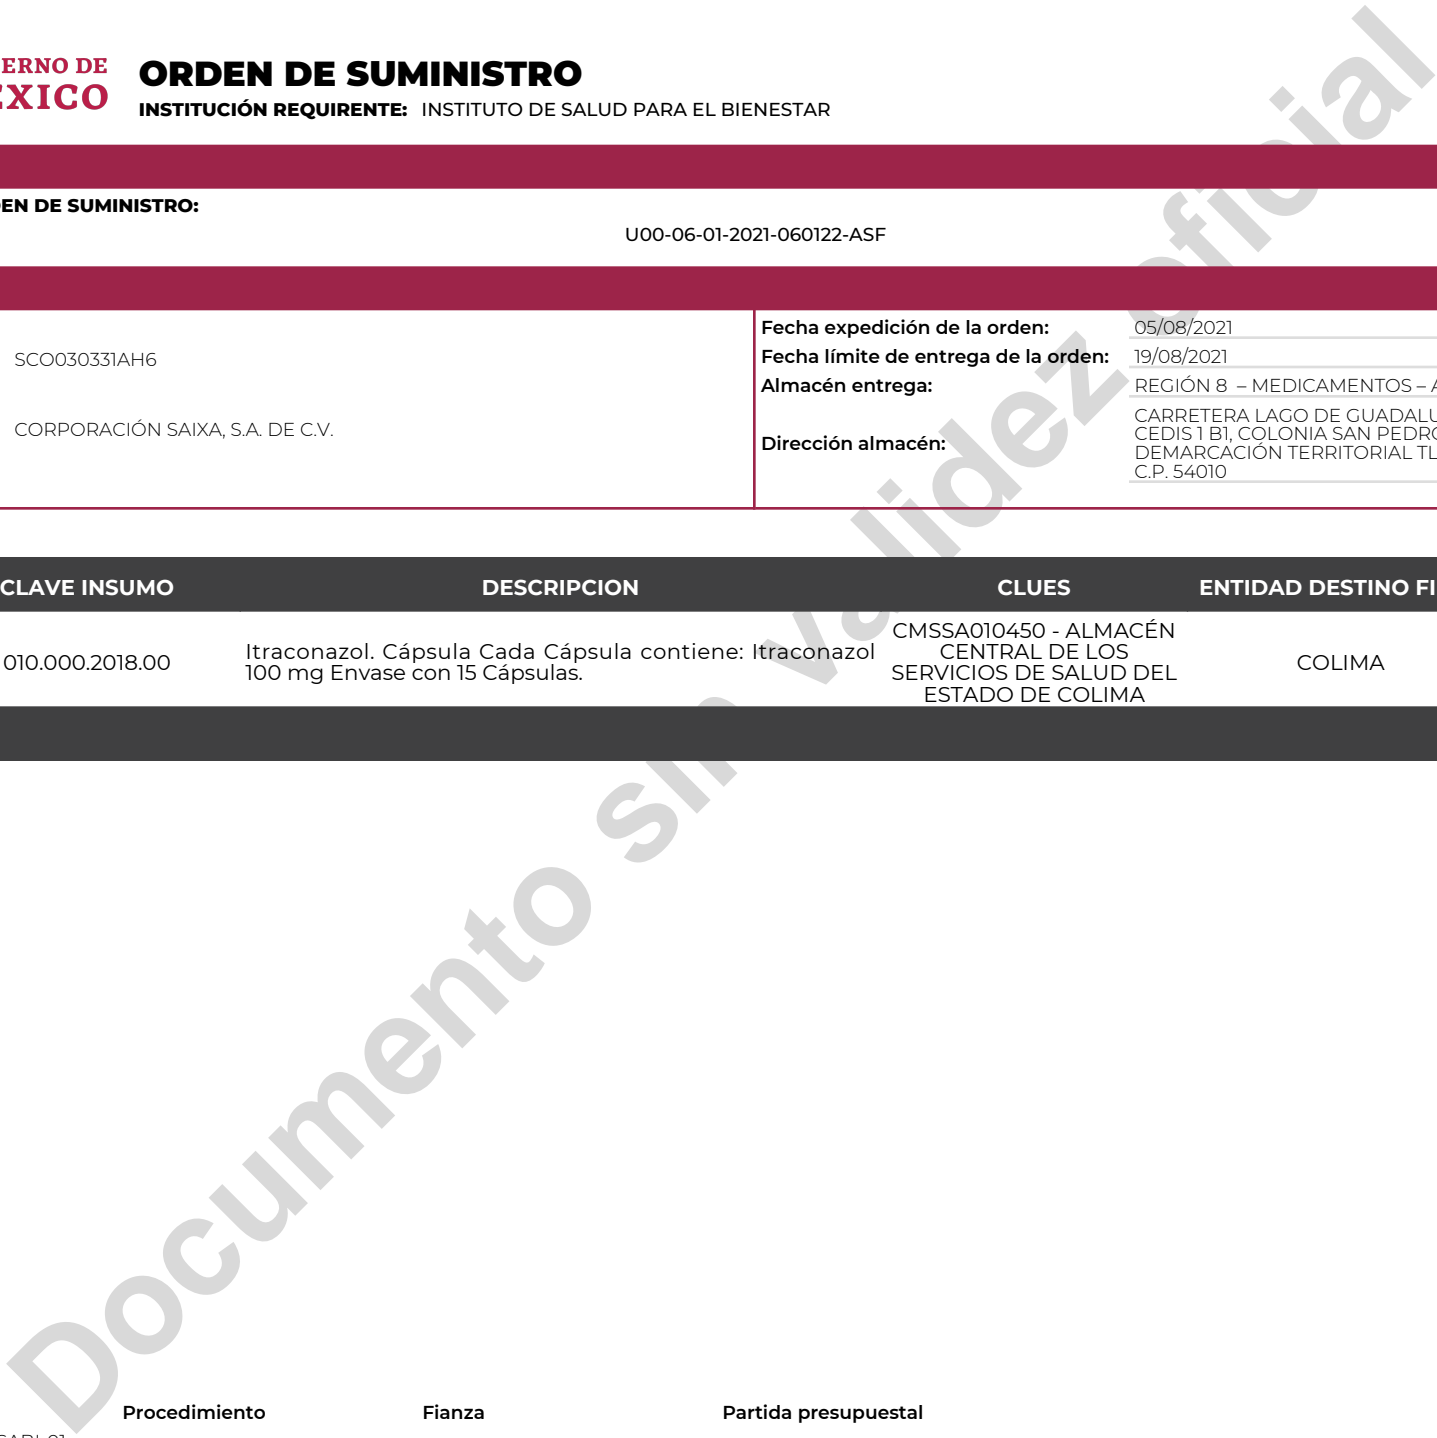 ERNO DE
EXICO
ORDEN DE SUMINISTRO
INSTITUCIÓN REQUIRENTE: INSTITUTO DE SALUD PARA EL BIENESTAR
EN DE SUMINISTRO:
U00-06-01-2021-060122-ASF
SCO030331AH6
CORPORACIÓN SAIXA, S.A. DE C.V.
Fecha expedición de la orden: 05/08/2021
Fecha límite de entrega de la orden: 19/08/2021
Almacén entrega: REGIÓN 8 – MEDICAMENTOS – A
Dirección almacén:
CARRETERA LAGO DE GUADALU
CEDIS 1 B1, COLONIA SAN PEDRO
DEMARCACIÓN TERRITORIAL TL
C.P. 54010
CLAVE INSUMO DESCRIPCION CLUES ENTIDAD DESTINO FI
010.000.2018.00
Itraconazol. Cápsula Cada Cápsula contiene: Itraconazol
100 mg Envase con 15 Cápsulas.
CMSSA010450 - ALMACÉN
CENTRAL DE LOS
SERVICIOS DE SALUD DEL
ESTADO DE COLIMA
COLIMA
Documento sin validez oficial
Procedimiento Fianza Partida presupuestal